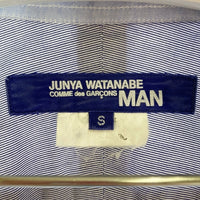 JUNYA WATANABE
COMME des GARÇONS MAN
S